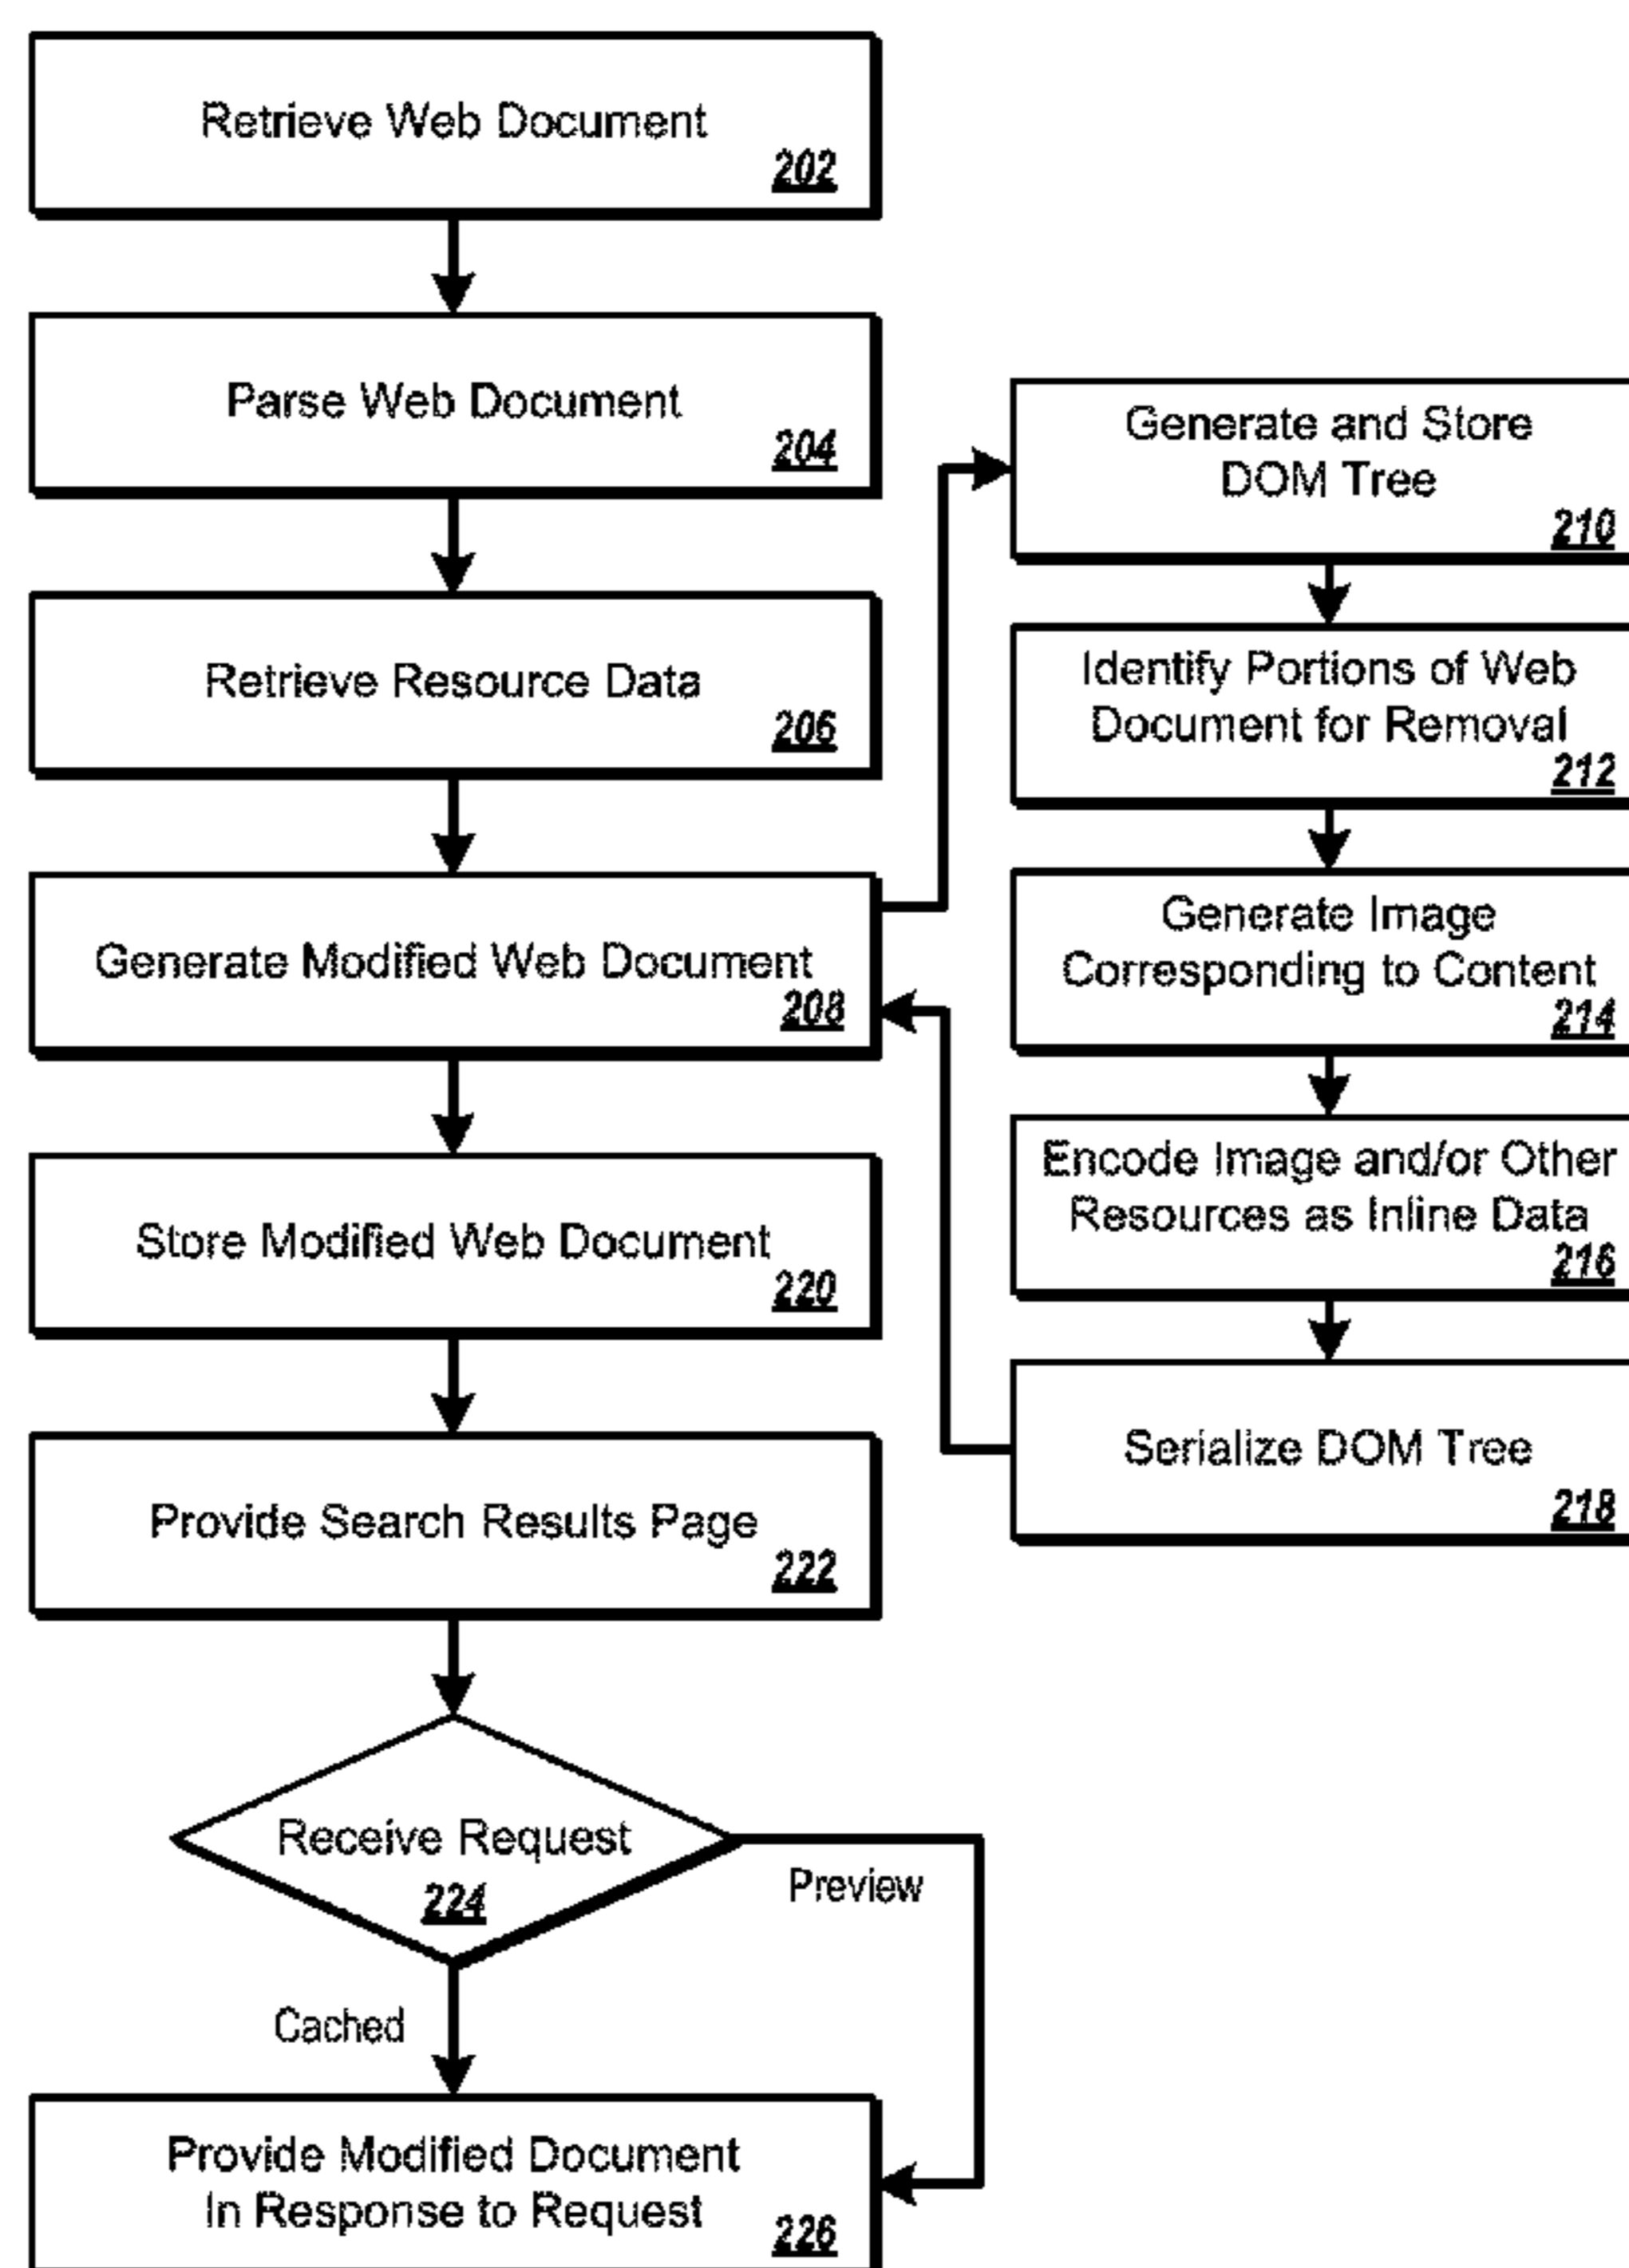 Retrieve Web Document
202
Parse Web Document
204
Retrieve Resource Data
206
Generate Modified Web Document
208
Generate and Store
DOM Tree
210
Identify Portions of Web
Document for Removal
212
Generate Image
Corresponding to Content
214
Encode Image and/or Other
Resources as Inline Data
216
Serialize DOM Tree
218
Store Modified Web Document
220
Provide Search Results Page
222
Receive Request
224
Preview
Cached
Provide Modified Document
In Response to Request
226